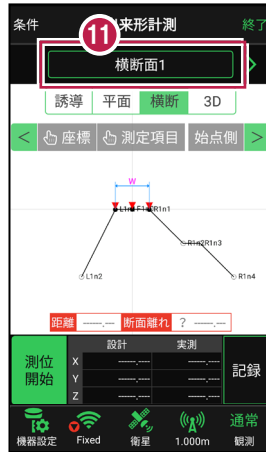 条件 来形計測 終了
11
横断面1
誘導 平面 横断 3D
< 座標 測定項目 始点側 >
W
L1n1 F1n1 R1n1
R1n2R1n3
L1n2 R1n4
距離 -----.--- 断面離れ ? -----.---
設計 実測
測位開始 X -----.--- -----.--- 記録
Y -----.--- -----.---
Z -----.--- -----.---
通常
機器設定 Fixed 衛星 1.000m 観測